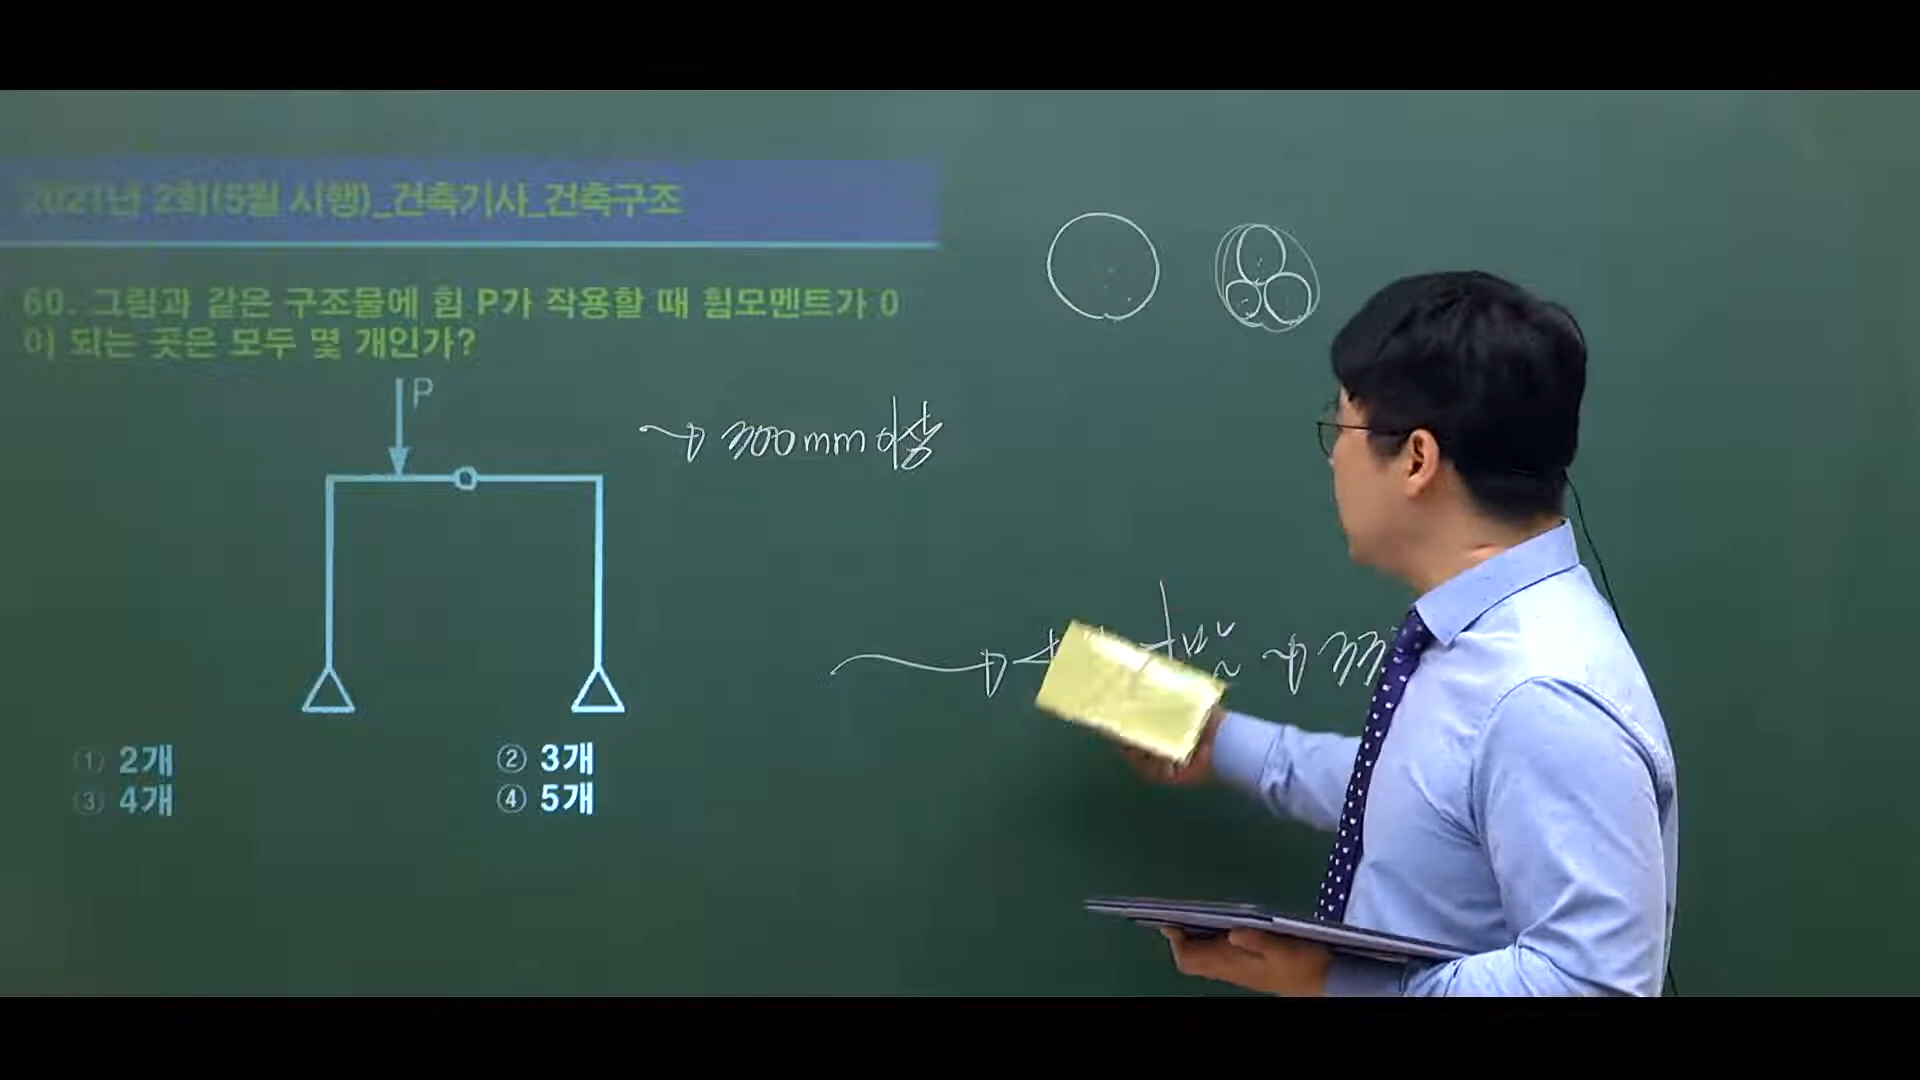 2021년 2회(5월 시행)_건축기사_건축구조
60. 그림과 같은 구조물에 힘 P가 작용할 때 휨모멘트가 0
이 되는 곳은 모두 몇 개인가?
P
① 2개
② 3개
③ 4개
④ 5개
300mm